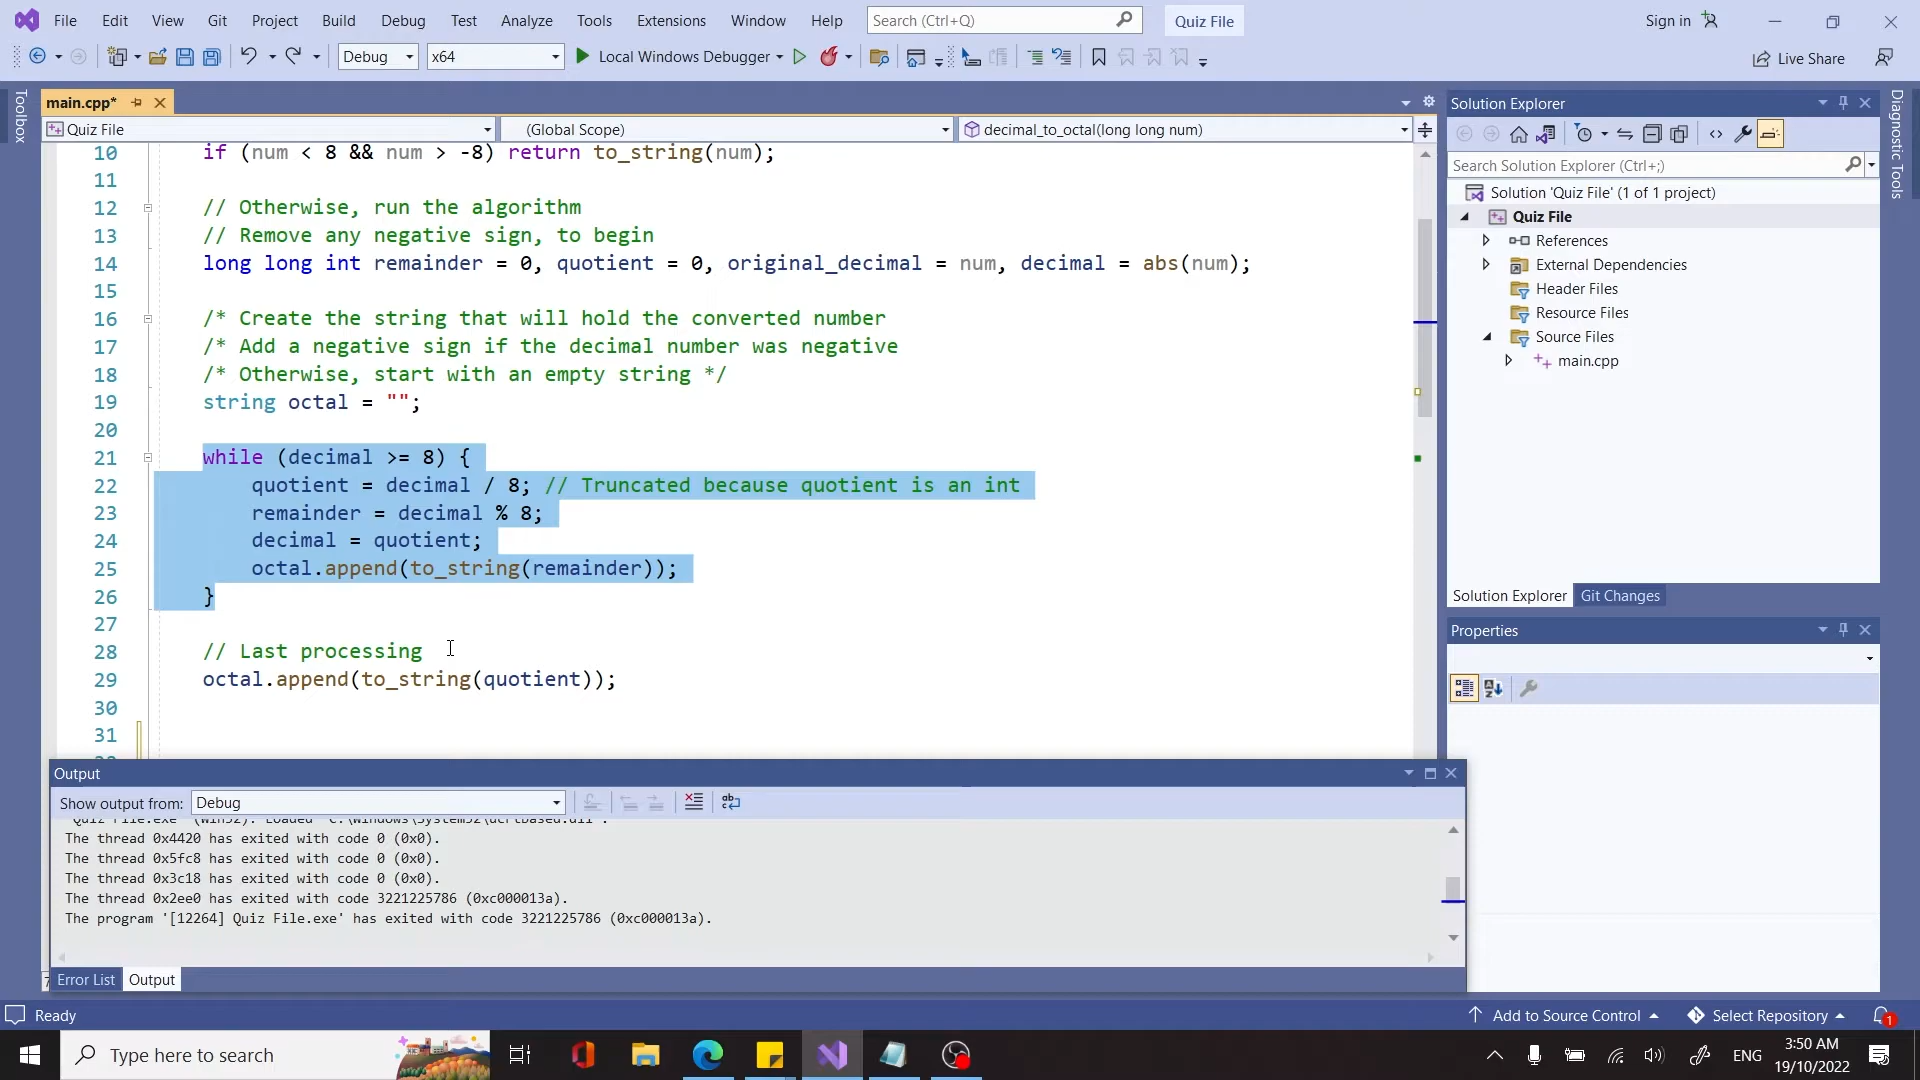 File Edit View Git Project Build Debug Test Analyze Tools Extensions Window Help Search (Ctrl+Q) Quiz File Sign in
Debug x64 Local Windows Debugger Live Share
Toolbox
main.cpp*
Quiz File (Global Scope) decimal_to_octal(long long num)
10 if (num < 8 && num > -8) return to_string(num);
11
12 // Otherwise, run the algorithm
13 // Remove any negative sign, to begin
14 long long int remainder = 0, quotient = 0, original_decimal = num, decimal = abs(num);
15
16 /* Create the string that will hold the converted number
17 /* Add a negative sign if the decimal number was negative
18 /* Otherwise, start with an empty string */
19 string octal = "";
20
21 while (decimal >= 8) {
22 quotient = decimal / 8; // Truncated because quotient is an int
23 remainder = decimal % 8;
24 decimal = quotient;
25 octal.append(to_string(remainder));
26 }
27
28 // Last processing
29 octal.append(to_string(quotient));
30
31
Solution Explorer
Search Solution Explorer (Ctrl+;)
Solution 'Quiz File' (1 of 1 project)
Quiz File
References
External Dependencies
Header Files
Resource Files
Source Files
main.cpp
Solution Explorer Git Changes
Properties
Diagnostic Tools
Output
Show output from: Debug
The thread 0x4420 has exited with code 0 (0x0).
The thread 0x5fc8 has exited with code 0 (0x0).
The thread 0x3c18 has exited with code 0 (0x0).
The thread 0x2ee0 has exited with code 3221225786 (0xc000013a).
The program '[12264] Quiz File.exe' has exited with code 3221225786 (0xc000013a).
Error List Output
Ready Add to Source Control Select Repository 1
Type here to search ENG 3:50 AM
19/10/2022